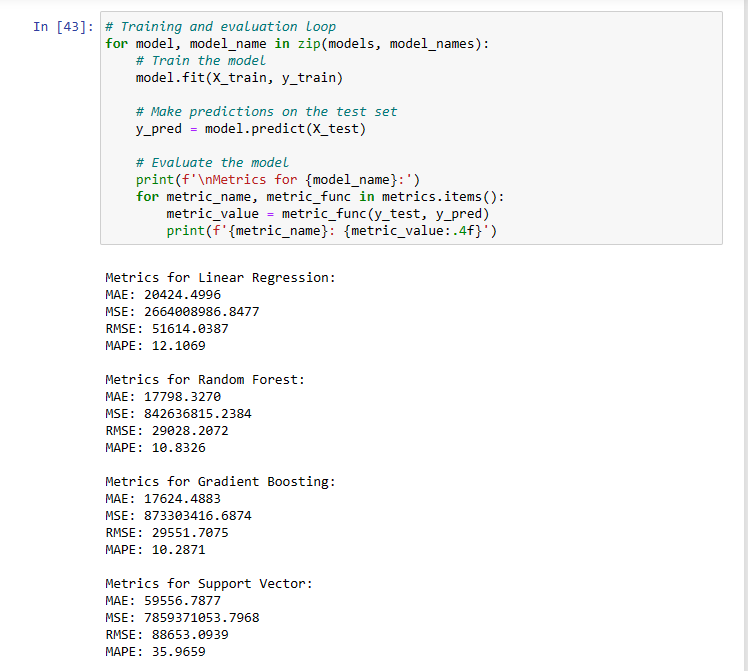 In [43]: # Training and evaluation loop
for model, model_name in zip(models, model_names):
    # Train the model
    model.fit(X_train, y_train)

    # Make predictions on the test set
    y_pred = model.predict(X_test)

    # Evaluate the model
    print(f'\nMetrics for {model_name}:')
    for metric_name, metric_func in metrics.items():
        metric_value = metric_func(y_test, y_pred)
        print(f'{metric_name}: {metric_value:.4f}')

Metrics for Linear Regression:
MAE: 20424.4996
MSE: 2664008986.8477
RMSE: 51614.0387
MAPE: 12.1069

Metrics for Random Forest:
MAE: 17798.3270
MSE: 842636815.2384
RMSE: 29028.2072
MAPE: 10.8326

Metrics for Gradient Boosting:
MAE: 17624.4883
MSE: 873303416.6874
RMSE: 29551.7075
MAPE: 10.2871

Metrics for Support Vector:
MAE: 59556.7877
MSE: 7859371053.7968
RMSE: 88653.0939
MAPE: 35.9659